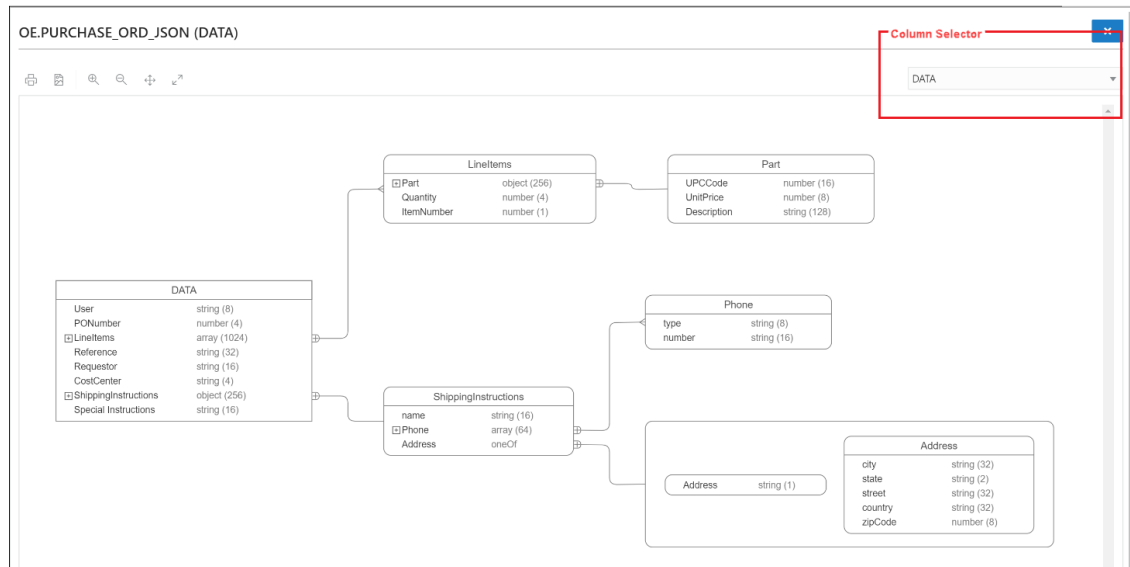 OE.PURCHASE_ORD_JSON (DATA)
Column Selector
DATA
LineItems
Part object (256)
Quantity number (4)
ItemNumber number (1)
Part
UPCCode number (16)
UnitPrice number (8)
Description string (128)
DATA
User string (8)
PONumber number (4)
LineItems array (1024)
Reference string (32)
Requestor string (16)
CostCenter string (4)
ShippingInstructions object (256)
Special Instructions string (16)
Phone
type string (8)
number string (16)
ShippingInstructions
name string (16)
Phone array (64)
Address oneOf
Address string (1)
Address
city string (32)
state string (2)
street string (32)
country string (32)
zipCode number (8)